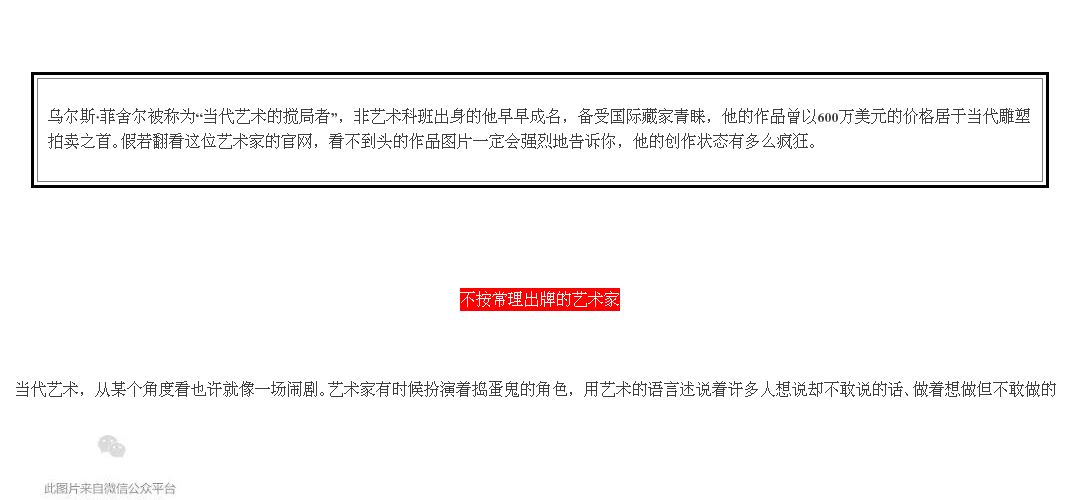 乌尔斯·菲舍尔被称为“当代艺术的搅局者”，非艺术科班出身的他早早成名，备受国际藏家青睐，他的作品曾以600万美元的价格居于当代雕塑
拍卖之首。假若翻看这位艺术家的官网，看不到头的作品图片一定会强烈地告诉你，他的创作状态有多么疯狂。
不按常理出牌的艺术家
当代艺术，从某个角度看也许就像一场闹剧。艺术家有时候扮演着捣蛋鬼的角色，用艺术的语言述说着许多人想说却不敢说的话、做着想做但不敢做的
此图片来自微信公众平台